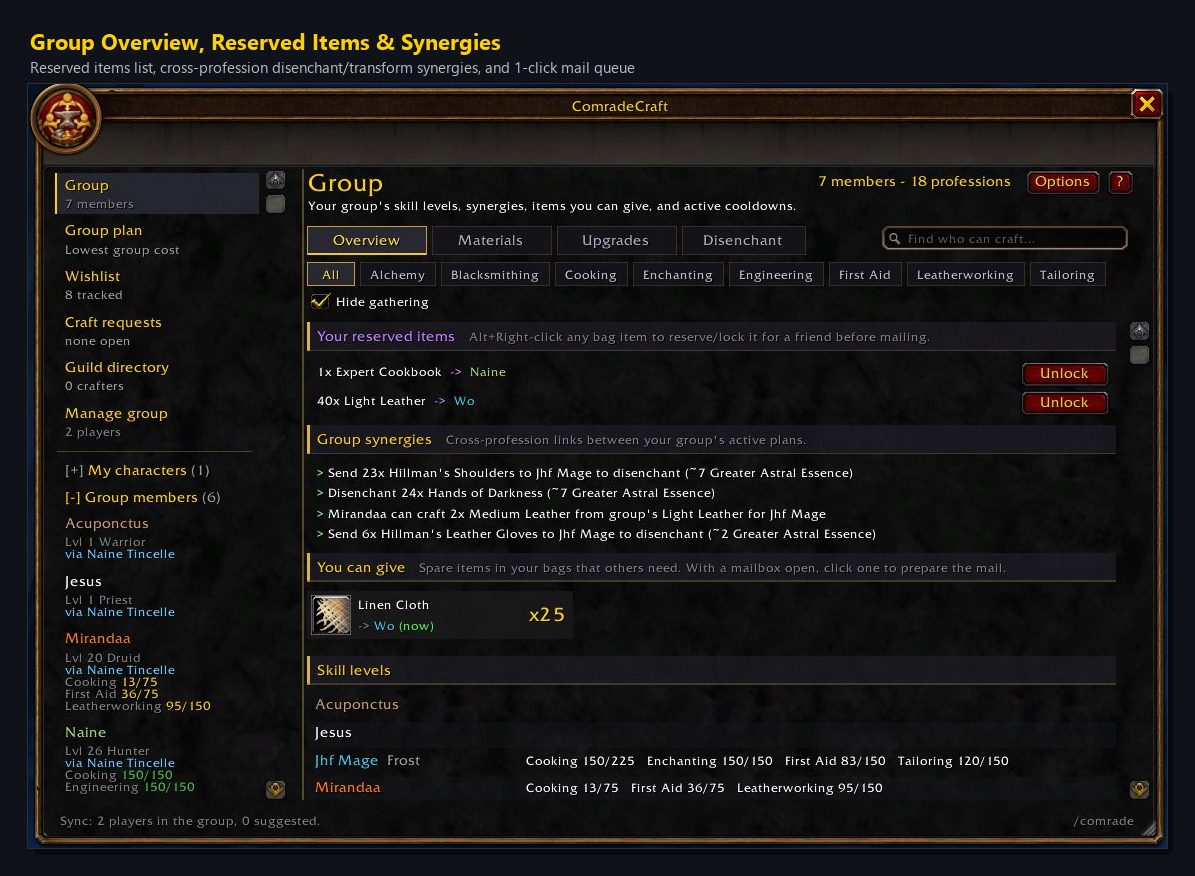 Group Overview, Reserved Items & Synergies
Reserved items list, cross-profession disenchant/transform synergies, and 1-click mail queue
ComradeCraft
Group
7 members
Group plan
Lowest group cost
Wishlist
8 tracked
Craft requests
none open
Guild directory
0 crafters
Manage group
2 players
[+] My characters (1)
[-] Group members (6)
Acuponctus
Lvl 1 Warrior
via Naine Tincelle
Jesus
Lvl 1 Priest
via Naine Tincelle
Mirandaa
Lvl 20 Druid
via Naine Tincelle
Cooking 13/75
First Aid 36/75
Leatherworking 95/150
Naine
Lvl 26 Hunter
via Naine Tincelle
Cooking 150/150
Engineering 150/150
Group
7 members - 18 professions
Options
?
Your group's skill levels, synergies, items you can give, and active cooldowns.
Overview
Materials
Upgrades
Disenchant
Find who can craft...
All
Alchemy
Blacksmithing
Cooking
Enchanting
Engineering
First Aid
Leatherworking
Tailoring
Hide gathering
Your reserved items Alt+Right-click any bag item to reserve/lock it for a friend before mailing.
1x Expert Cookbook -> Naine
Unlock
40x Light Leather -> Wo
Unlock
Group synergies Cross-profession links between your group's active plans.
> Send 23x Hillman's Shoulders to Jhf Mage to disenchant (~7 Greater Astral Essence)
> Disenchant 24x Hands of Darkness (~7 Greater Astral Essence)
> Mirandaa can craft 2x Medium Leather from group's Light Leather for Jhf Mage
> Send 6x Hillman's Leather Gloves to Jhf Mage to disenchant (~2 Greater Astral Essence)
You can give Spare items in your bags that others need. With a mailbox open, click one to prepare the mail.
Linen Cloth
-> Wo (now)
x25
Skill levels
Acuponctus
Jesus
Jhf Mage Frost Cooking 150/225 Enchanting 150/150 First Aid 83/150 Tailoring 120/150
Mirandaa Cooking 13/75 First Aid 36/75 Leatherworking 95/150
Sync: 2 players in the group, 0 suggested.
/comrade